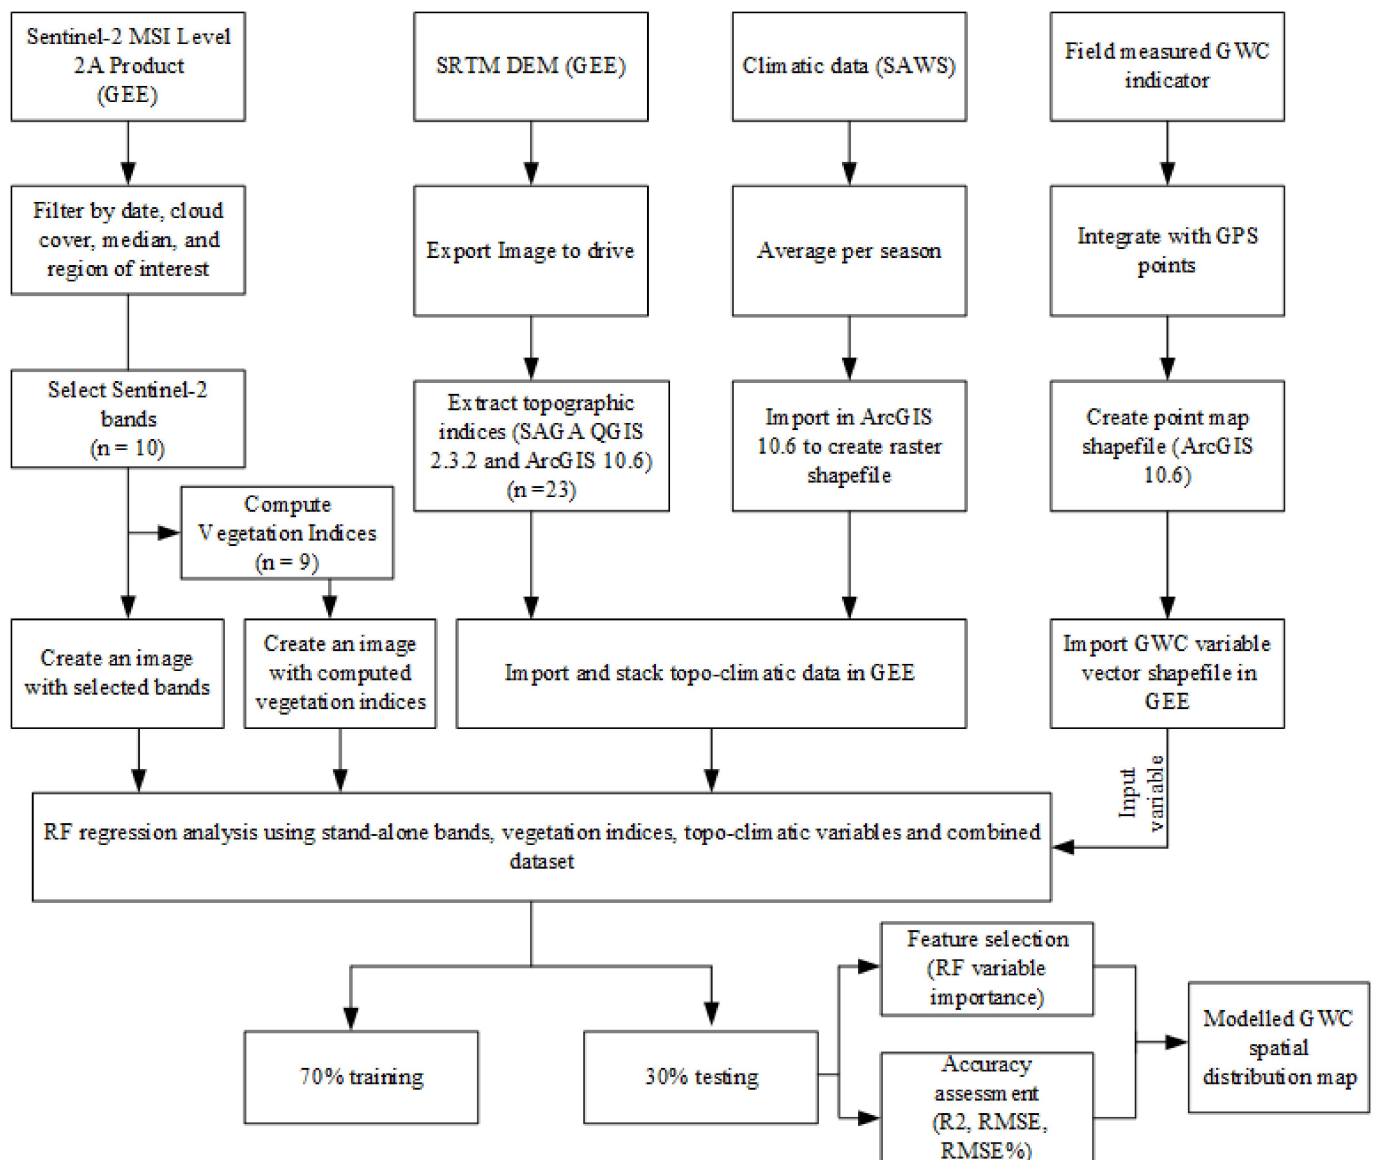 Sentinel-2 MSI Level
2A Product
(GEE)
SRTM DEM (GEE)
Climatic data (SAWS)
Field measured GWC
indicator
Filter by date, cloud
cover, median, and
region of interest
Export Image to drive
Average per season
Integrate with GPS
points
Select Sentinel-2
bands
(n = 10)
Extract topographic
indices (SAGA QGIS
2.3.2 and ArcGIS 10.6)
(n =23)
Import in ArcGIS
10.6 to create raster
shapefile
Create point map
shapefile (ArcGIS
10.6)
Compute
Vegetation Indices
(n = 9)
Create an image
with selected bands
Create an image
with computed
vegetation indices
Import and stack topo-climatic data in GEE
Import GWC variable
vector shapefile in
GEE
Input
variable
RF regression analysis using stand-alone bands, vegetation indices, topo-climatic variables and combined
dataset
70% training
30% testing
Feature selection
(RF variable
importance)
Accuracy
assessment
(R2, RMSE,
RMSE%)
Modelled GWC
spatial
distribution map